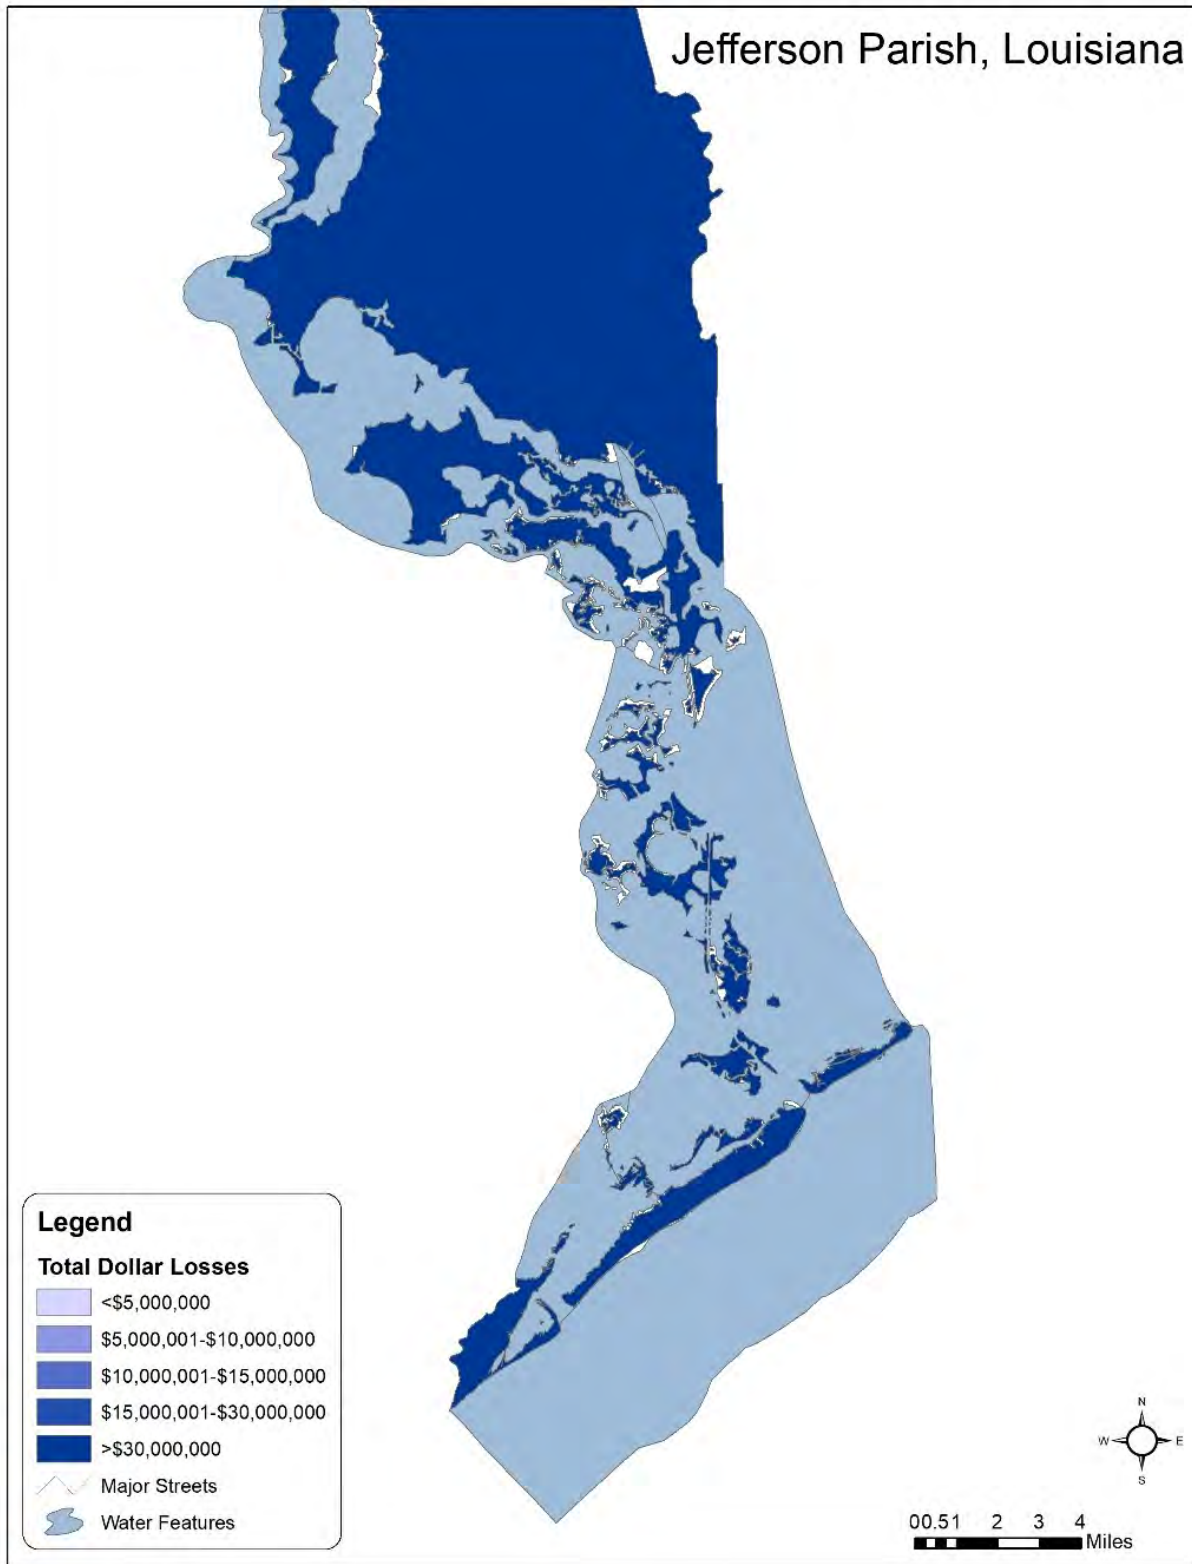 Jefferson Parish, Louisiana
Legend
Total Dollar Losses
<$5,000,000
$5,000,001-$10,000,000
$10,000,001-$15,000,000
$15,000,001-$30,000,000
>$30,000,000
Major Streets
Water Features
N
W E
S
00.51 2 3 4
Miles